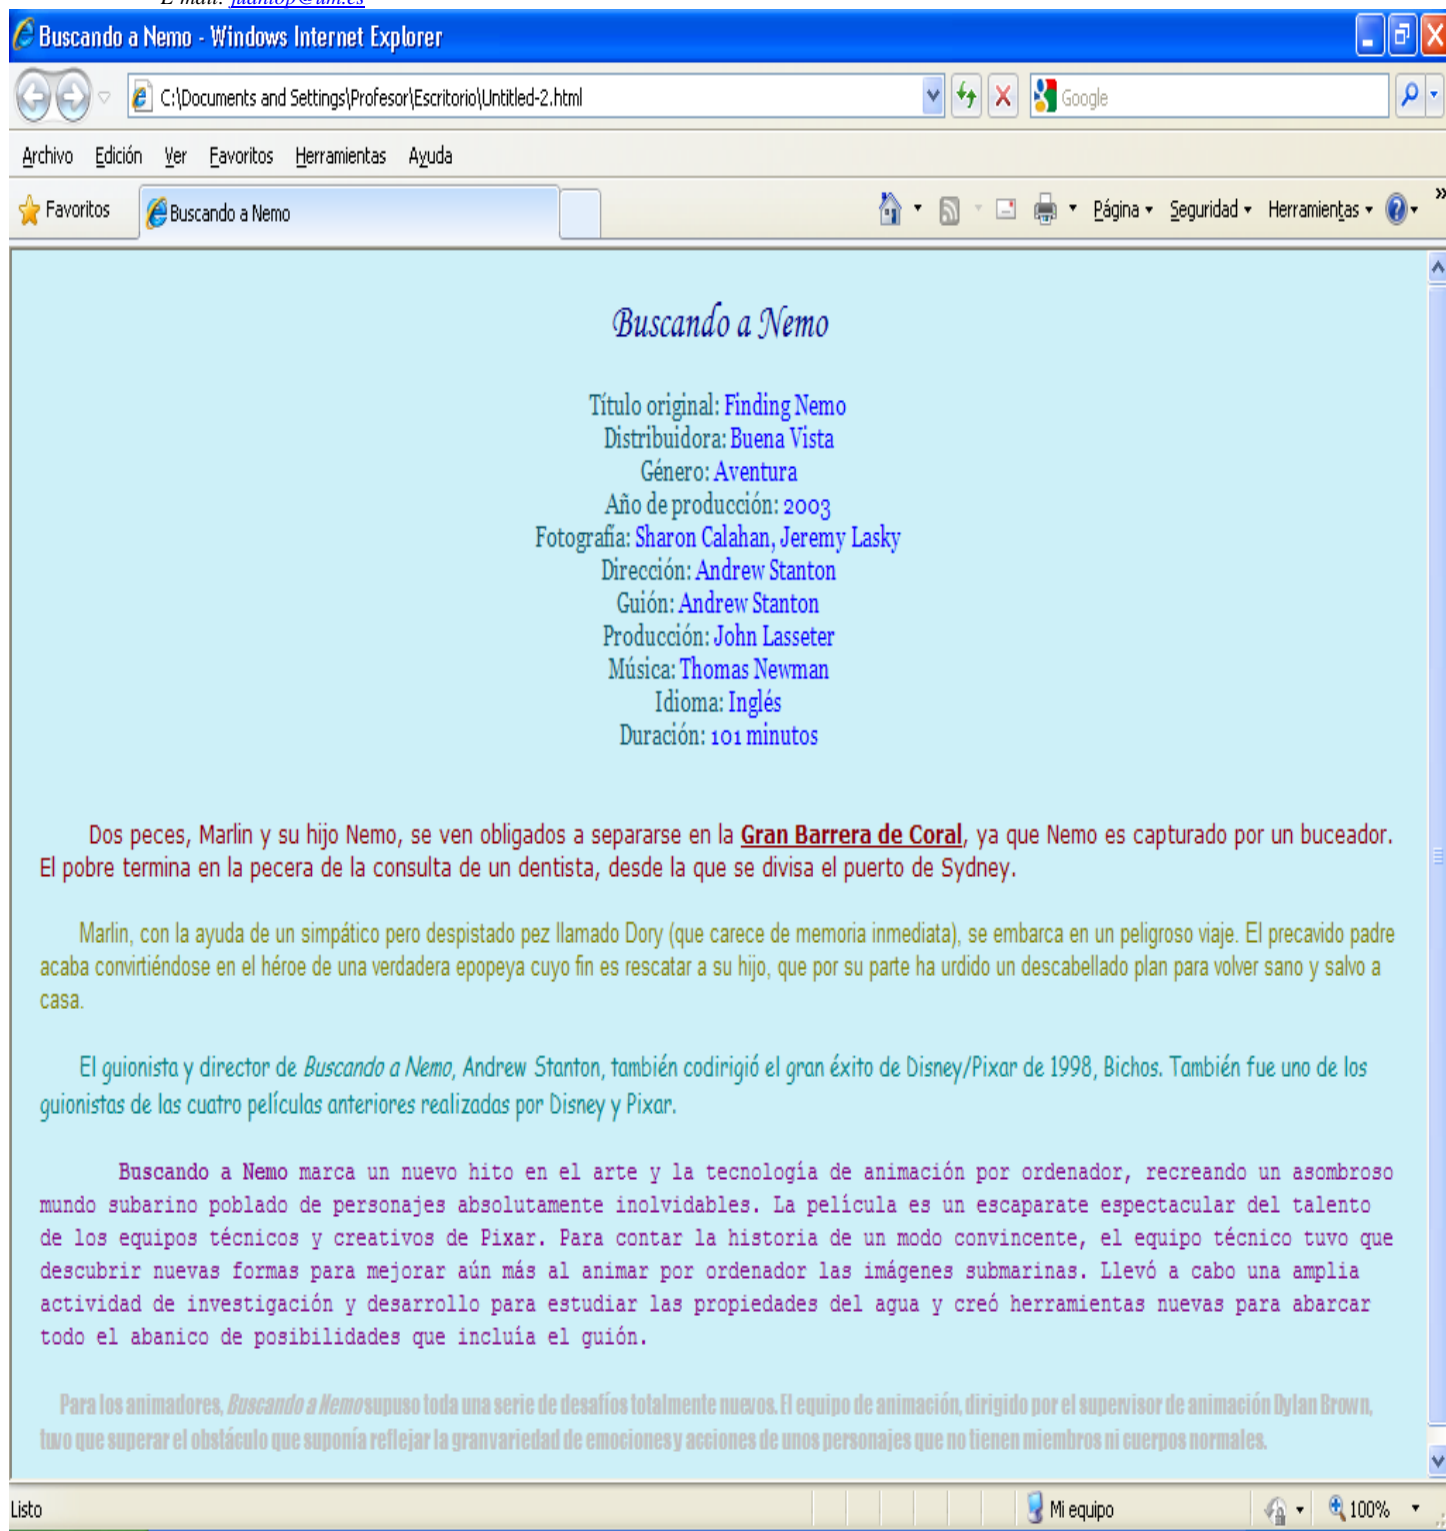 E-mail: juanlop@um.es
Buscando a Nemo - Windows Internet Explorer
C:\Documents and Settings\Profesor\Escritorio\Untitled-2.html
Google
Archivo Edición Ver Favoritos Herramientas Ayuda
Favoritos Buscando a Nemo Página Seguridad Herramientas »
Buscando a Nemo
Título original: Finding Nemo
Distribuidora: Buena Vista
Género: Aventura
Año de producción: 2003
Fotografía: Sharon Calahan, Jeremy Lasky
Dirección: Andrew Stanton
Guión: Andrew Stanton
Producción: John Lasseter
Música: Thomas Newman
Idioma: Inglés
Duración: 101 minutos
Dos peces, Marlin y su hijo Nemo, se ven obligados a separarse en la Gran Barrera de Coral, ya que Nemo es capturado por un buceador.
El pobre termina en la pecera de la consulta de un dentista, desde la que se divisa el puerto de Sydney.
Marlin, con la ayuda de un simpático pero despistado pez llamado Dory (que carece de memoria inmediata), se embarca en un peligroso viaje. El precavido padre
acaba convirtiéndose en el héroe de una verdadera epopeya cuyo fin es rescatar a su hijo, que por su parte ha urdido un descabellado plan para volver sano y salvo a
casa.
El guionista y director de Buscando a Nemo, Andrew Stanton, también codirigió el gran éxito de Disney/Pixar de 1998, Bichos. También fue uno de los
guionistas de las cuatro películas anteriores realizadas por Disney y Pixar.
Buscando a Nemo marca un nuevo hito en el arte y la tecnología de animación por ordenador, recreando un asombroso
mundo subarino poblado de personajes absolutamente inolvidables. La película es un escaparate espectacular del talento
de los equipos técnicos y creativos de Pixar. Para contar la historia de un modo convincente, el equipo técnico tuvo que
descubrir nuevas formas para mejorar aún más al animar por ordenador las imágenes submarinas. Llevó a cabo una amplia
actividad de investigación y desarrollo para estudiar las propiedades del agua y creó herramientas nuevas para abarcar
todo el abanico de posibilidades que incluía el guión.
Para los animadores, Buscando a Nemo supuso toda una serie de desafíos totalmente nuevos. El equipo de animación, dirigido por el supervisor de animación Dylan Brown,
tuvo que superar el obstáculo que suponía reflejar la gran variedad de emociones y acciones de unos personajes que no tienen miembros ni cuerpos normales.
Listo Mi equipo 100%